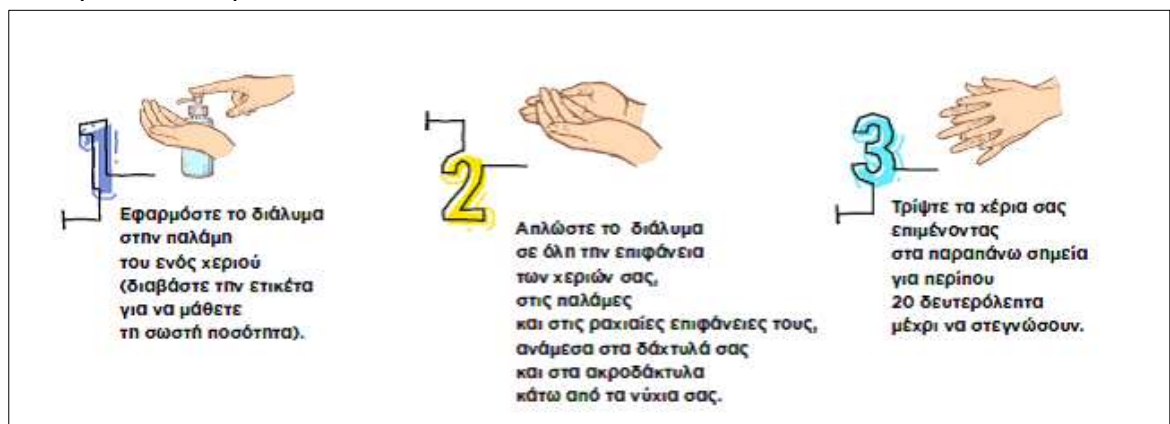 1
Εφαρμόστε το διάλυμα
στην παλάμη
του ενός χεριού
(διαβάστε την ετικέτα
για να μάθετε
τη σωστή ποσότητα).
2
Απλώστε το διάλυμα
σε όλη την επιφάνεια
των χεριών σας,
στις παλάμες
και στις ραχιαίες επιφάνειες τους,
ανάμεσα στα δάχτυλά σας
και στα ακροδάκτυλα
κάτω από τα νύχια σας.
3
Τρίψτε τα χέρια σας
επιμένοντας
στα παραπάνω σημεία
για περίπου
20 δευτερόλεπτα
μέχρι να στεγνώσουν.